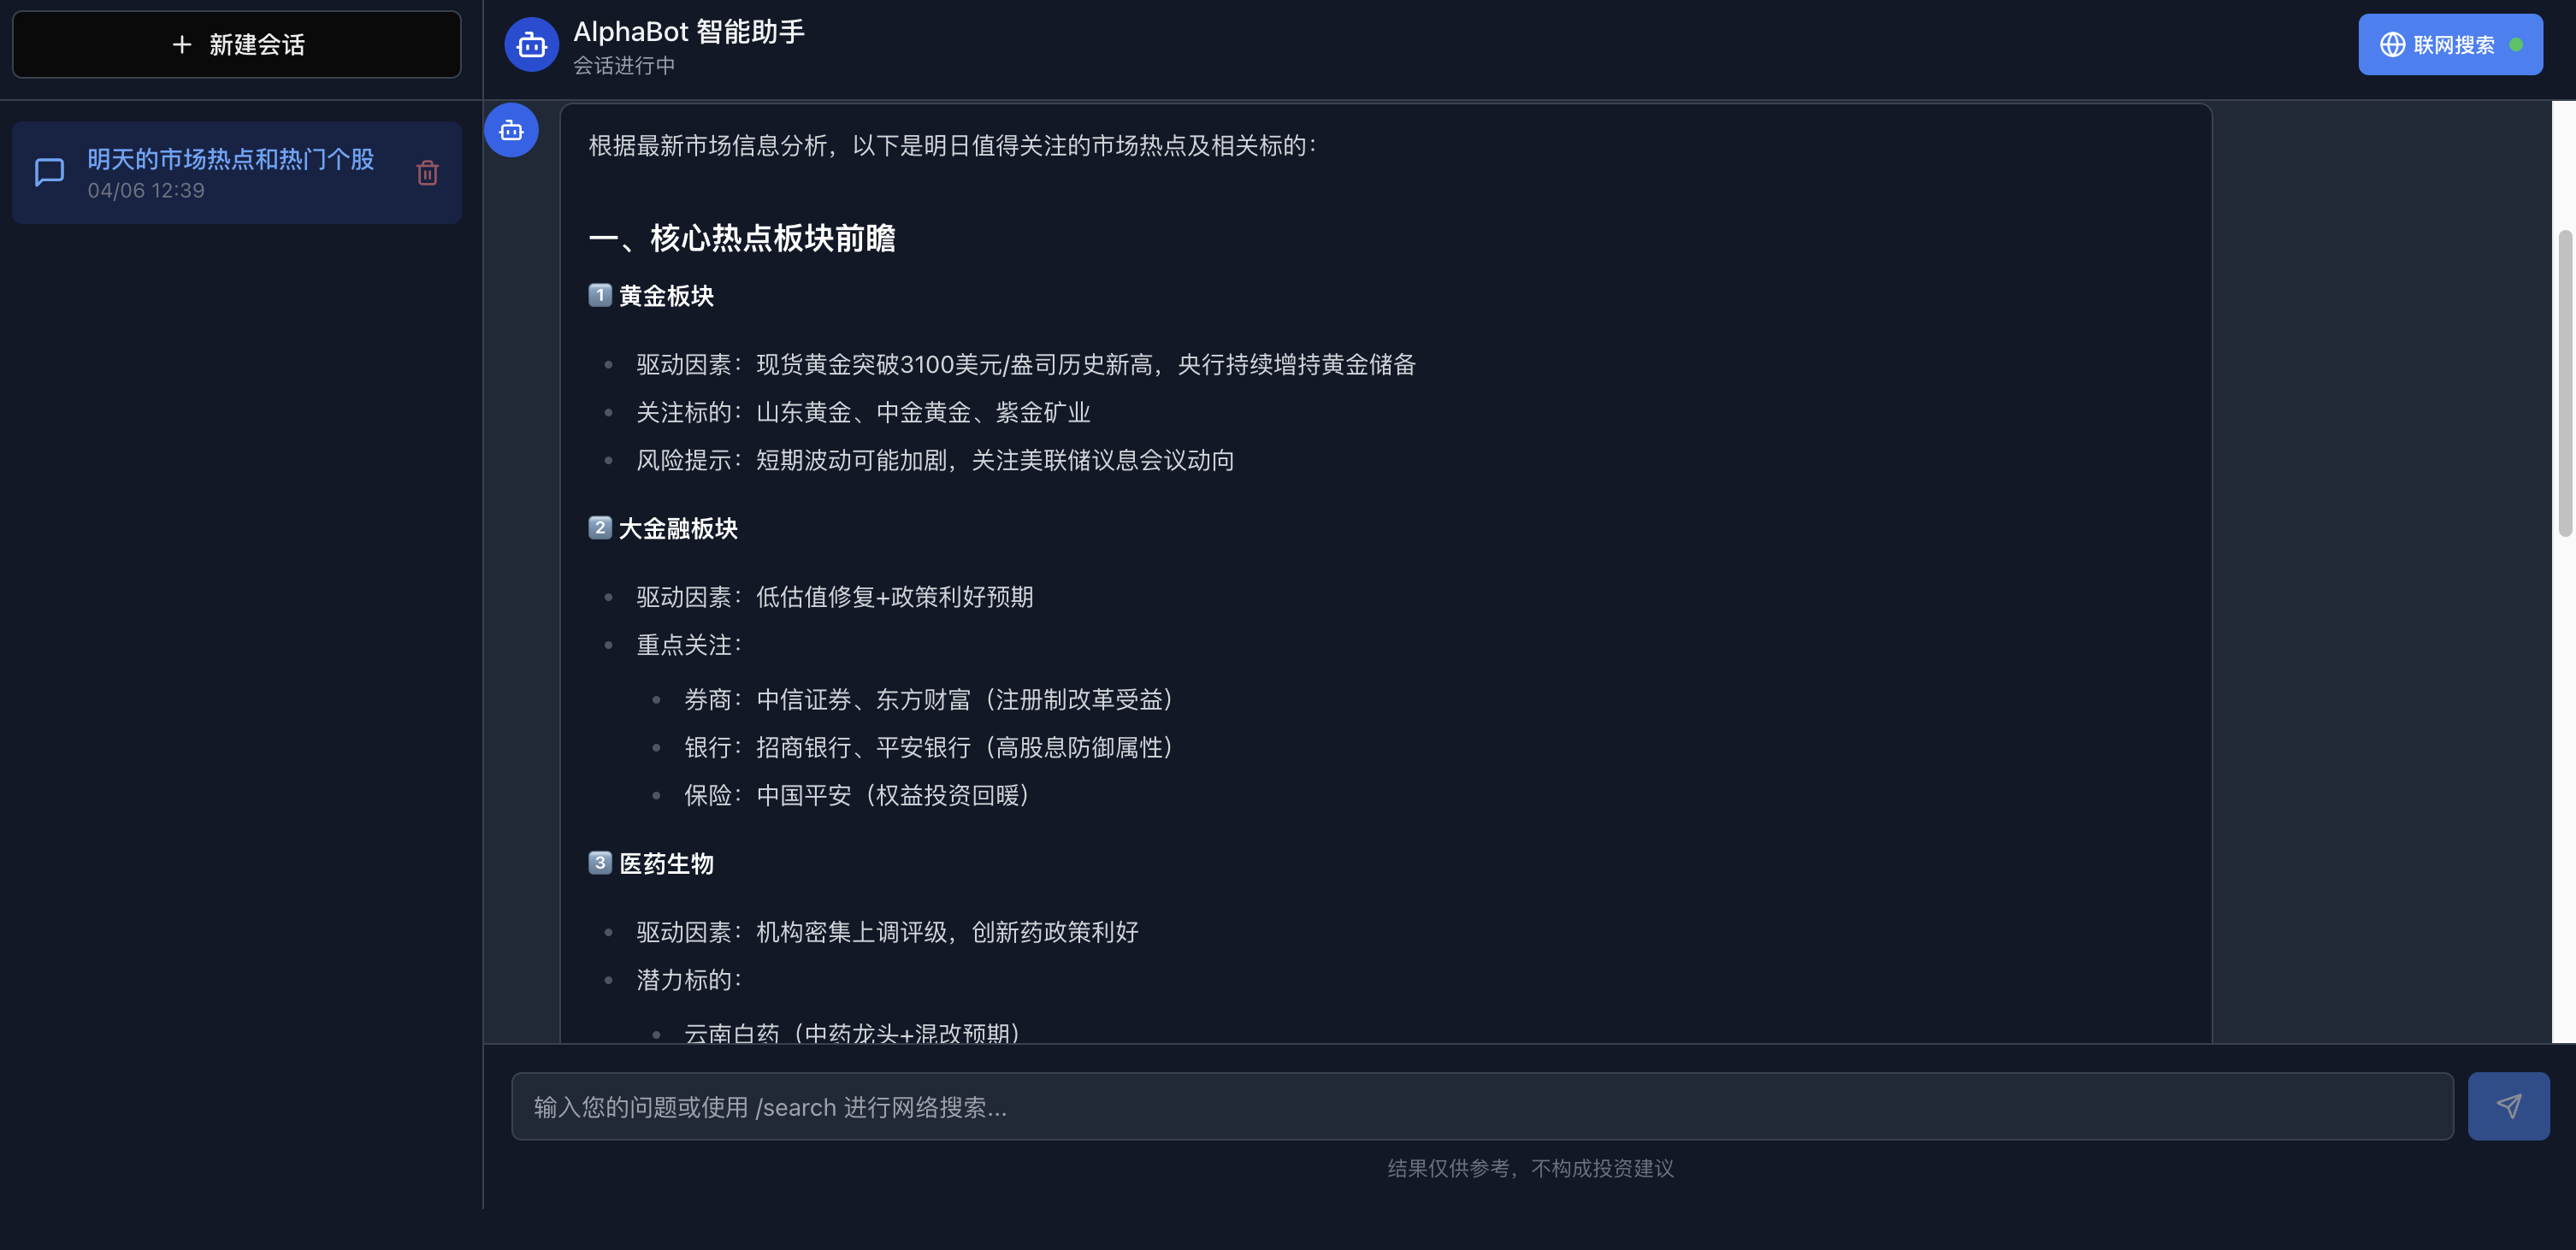 新建会话
明天的市场热点和热门个股
04/06 12:39
AlphaBot 智能助手
会话进行中
联网搜索
根据最新市场信息分析，以下是明日值得关注的市场热点及相关标的：
一、核心热点板块前瞻
1 黄金板块
驱动因素：现货黄金突破3100美元/盎司历史新高，央行持续增持黄金储备
关注标的：山东黄金、中金黄金、紫金矿业
风险提示：短期波动可能加剧，关注美联储议息会议动向
2 大金融板块
驱动因素：低估值修复+政策利好预期
重点关注：
券商：中信证券、东方财富（注册制改革受益）
银行：招商银行、平安银行（高股息防御属性）
保险：中国平安（权益投资回暖）
3 医药生物
驱动因素：机构密集上调评级，创新药政策利好
潜力标的：
云南白药（中药龙头+混改预期）
输入您的问题或使用 /search 进行网络搜索...
结果仅供参考，不构成投资建议